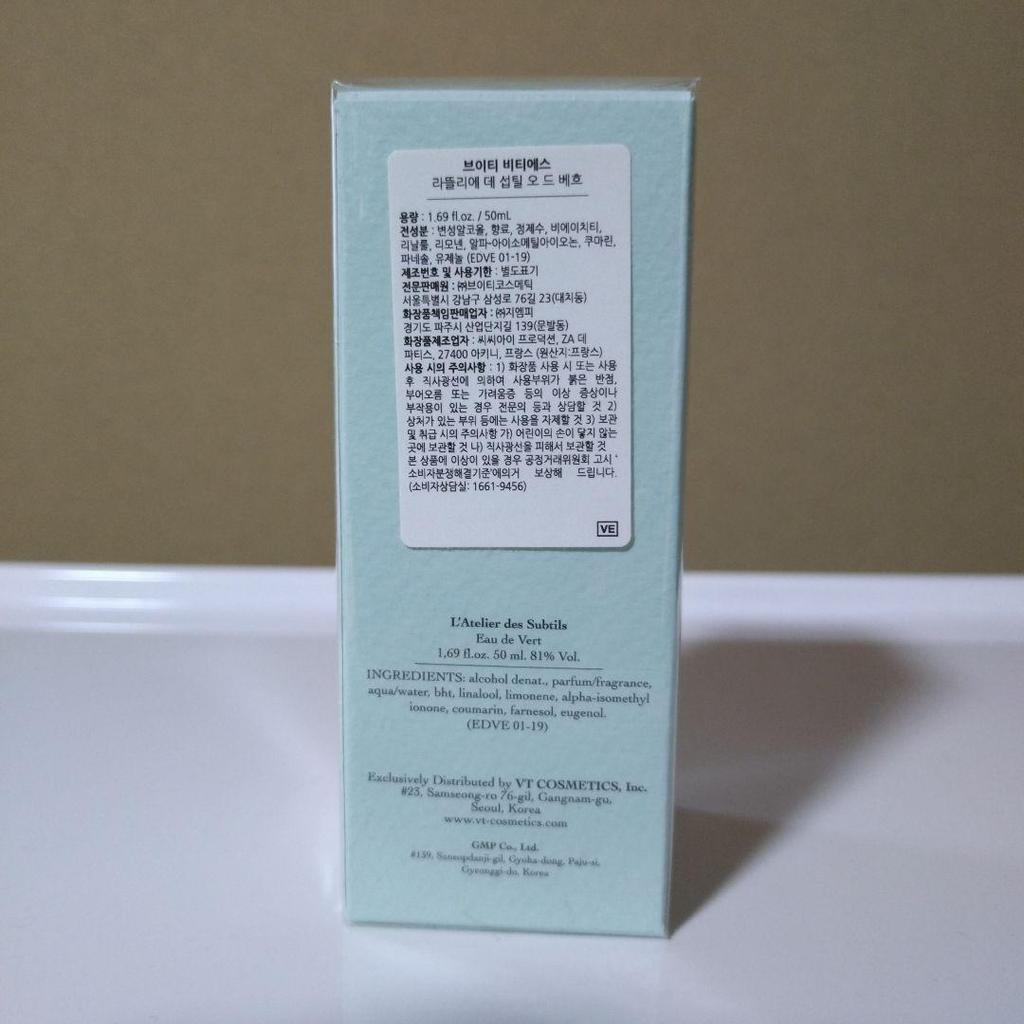 브이티 비티에스
라뜰리에 데 섭틸 오 드 베흐
용량 : 1.69 fl.oz. / 50mL
전성분 : 변성알코올, 향료, 정제수, 비에이치티,
리날룰, 리모넨, 알파-아이소메틸아이오논, 쿠마린,
파네솔, 유제놀 (EDVE 01-19)
제조번호 및 사용기한 : 별도표기
전문판매원 : ㈜브이티코스메틱
서울특별시 강남구 삼성로 76길 23(대치동)
화장품책임판매업자 : ㈜지엠피
경기도 파주시 산업단지길 139(문발동)
화장품제조업자 : 씨씨아이 프로덕션, ZA 데
파티스, 27400 아키니, 프랑스 (원산지:프랑스)
사용 시의 주의사항 : 1) 화장품 사용 시 또는 사용
후 직사광선에 의하여 사용부위가 붉은 반점,
부어오름 또는 가려움증 등의 이상 증상이나
부작용이 있는 경우 전문의 등과 상담할 것 2)
상처가 있는 부위 등에는 사용을 자제할 것 3) 보관
및 취급 시의 주의사항 가) 어린이의 손이 닿지 않는
곳에 보관할 것 나) 직사광선을 피해서 보관할 것
본 상품에 이상이 있을 경우 공정거래위원회 고시 '
소비자분쟁해결기준'에의거 보상해 드립니다.
(소비자상담실: 1661-9456)
VE
L'Atelier des Subtils
Eau de Vert
1,69 fl.oz. 50 ml. 81% Vol.
INGREDIENTS: alcohol denat., parfum/fragrance,
aqua/water, bht, linalool, limonene, alpha-isomethyl
ionone, coumarin, farnesol, eugenol.
(EDVE 01-19)
Exclusively Distributed by VT COSMETICS, Inc.
#23, Samseong-ro 76-gil, Gangnam-gu,
Seoul, Korea
www.vt-cosmetics.com
GMP Co., Ltd.
#139, Saneopdanji-gil, Gyoha-dong, Paju-si,
Gyeonggi-do, Korea